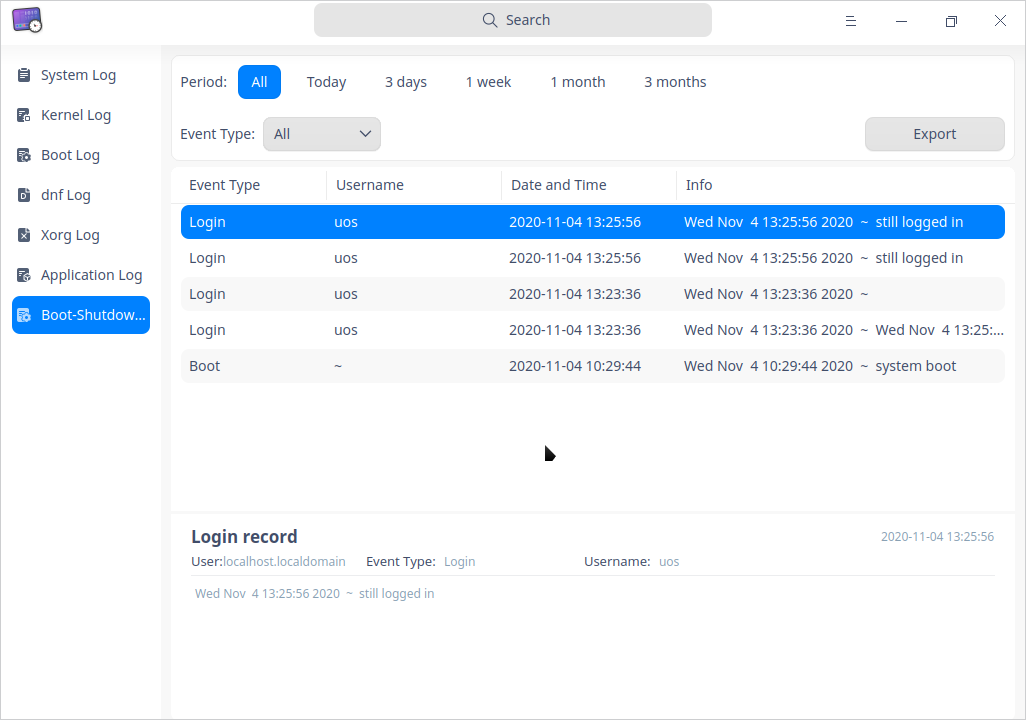 Search
System Log
Kernel Log
Boot Log
dnf Log
Xorg Log
Application Log
Boot-Shutdow...
Period: All Today 3 days 1 week 1 month 3 months
Event Type: All Export
Event Type Username Date and Time Info
Login uos 2020-11-04 13:25:56 Wed Nov  4 13:25:56 2020  ~  still logged in
Login uos 2020-11-04 13:25:56 Wed Nov  4 13:25:56 2020  ~  still logged in
Login uos 2020-11-04 13:23:36 Wed Nov  4 13:23:36 2020  ~
Login uos 2020-11-04 13:23:36 Wed Nov  4 13:23:36 2020  ~  Wed Nov  4 13:25:...
Boot ~ 2020-11-04 10:29:44 Wed Nov  4 10:29:44 2020  ~  system boot
Login record 2020-11-04 13:25:56
User:localhost.localdomain Event Type: Login Username: uos
Wed Nov  4 13:25:56 2020  ~  still logged in